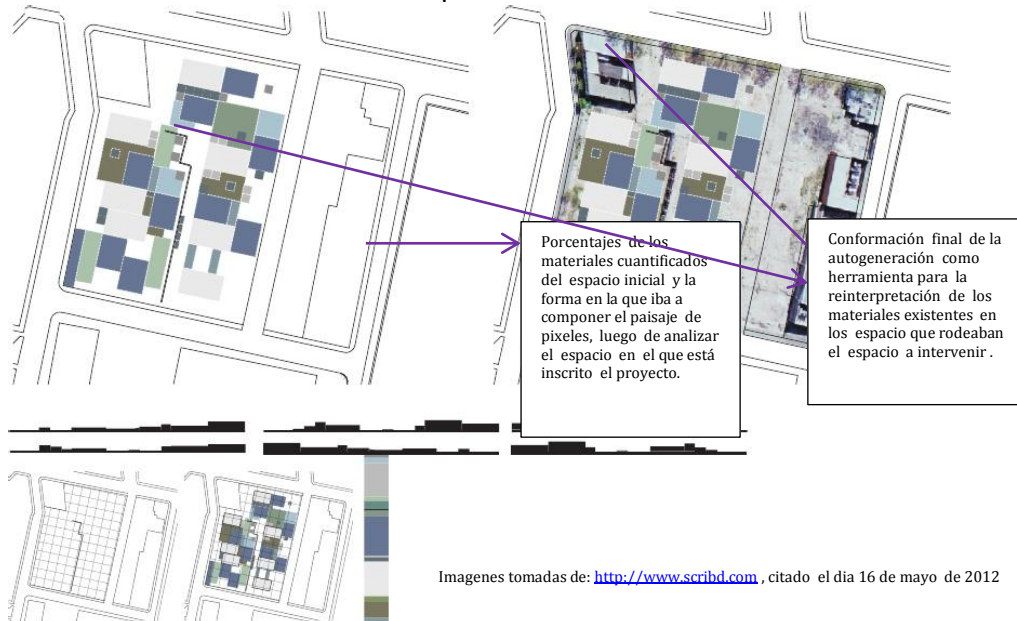 Porcentajes de los
materiales cuantificados
del espacio inicial y la
forma en la que iba a
componer el paisaje de
pixeles, luego de analizar
el espacio en el que está
inscrito el proyecto.
Conformación final de la
autogeneración como
herramienta para la
reinterpretación de los
materiales existentes en
los espacio que rodeaban
el espacio a intervenir .
Imagenes tomadas de: http://www.scribd.com , citado el dia 16 de mayo de 2012